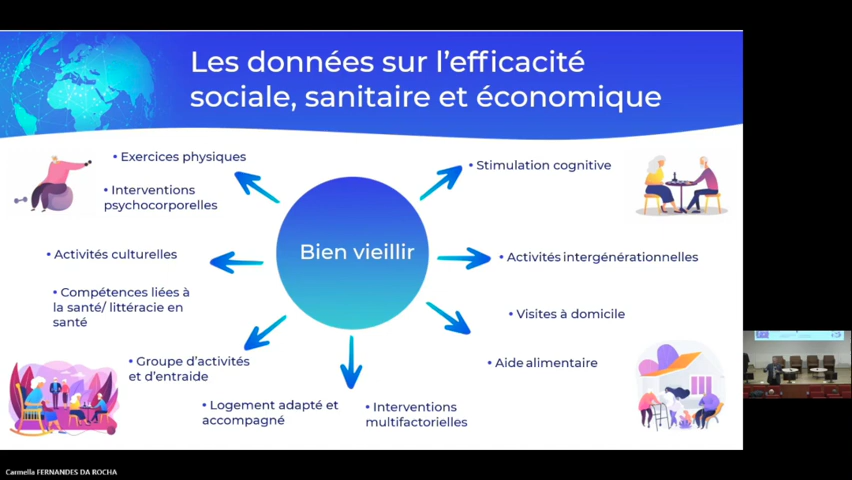 Les données sur l'efficacité
sociale, sanitaire et économique
• Exercices physiques
• Interventions
psychocorporelles
• Activités culturelles
• Compétences liées à
la santé/ littéracie en
santé
• Groupe d'activités
et d'entraide
• Logement adapté et
accompagné
• Interventions
multifactorielles
Bien vieillir
• Stimulation cognitive
• Activités intergénérationnelles
• Visites à domicile
• Aide alimentaire
Carmella FERNANDES DA ROCHA